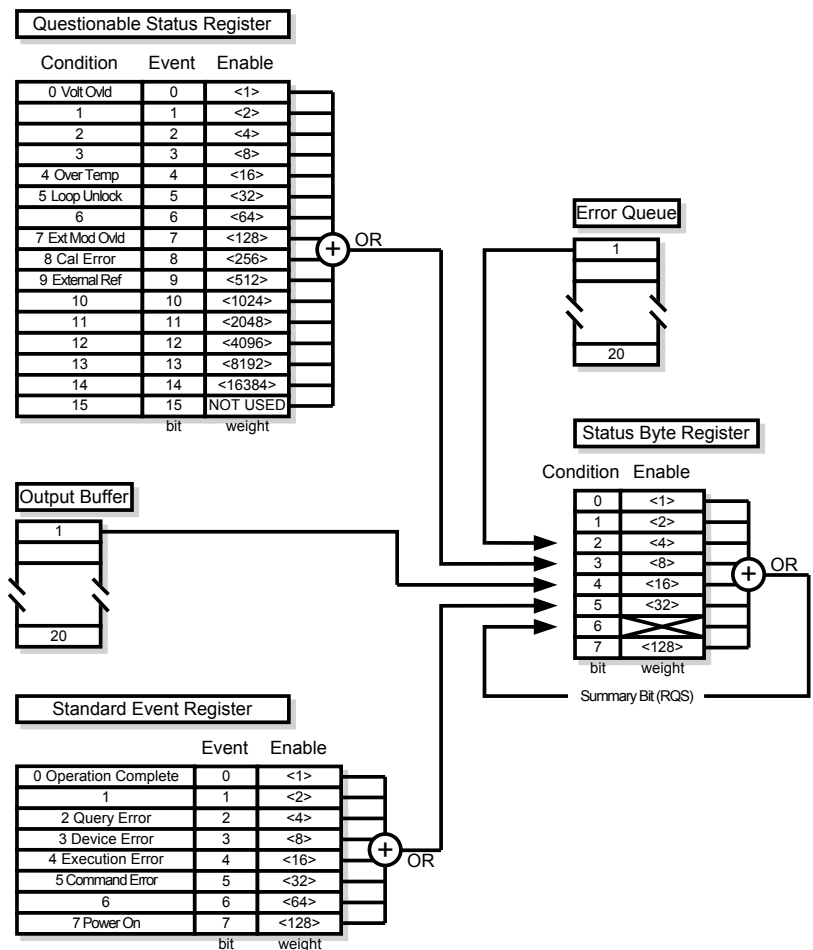 Questionable Status Register
Condition Event Enable
0 Volt Ovld 0 <1>
1 1 <2>
2 2 <4>
3 3 <8>
4 Over Temp 4 <16>
5 Loop Unlock 5 <32>
6 6 <64>
7 Ext Mod Ovld 7 <128>
8 Cal Error 8 <256>
9 External Ref 9 <512>
10 10 <1024>
11 11 <2048>
12 12 <4096>
13 13 <8192>
14 14 <16384>
15 15 NOT USED
bit weight
+ OR
Error Queue
1
20
Output Buffer
1
20
Status Byte Register
Condition Enable
0 <1>
1 <2>
2 <4>
3 <8>
4 <16>
5 <32>
6
7 <128>
bit weight
+ OR
Summary Bit (RQS)
Standard Event Register
Event Enable
0 Operation Complete 0 <1>
1 1 <2>
2 Query Error 2 <4>
3 Device Error 3 <8>
4 Execution Error 4 <16>
5 Command Error 5 <32>
6 6 <64>
7 Power On 7 <128>
bit weight
+ OR